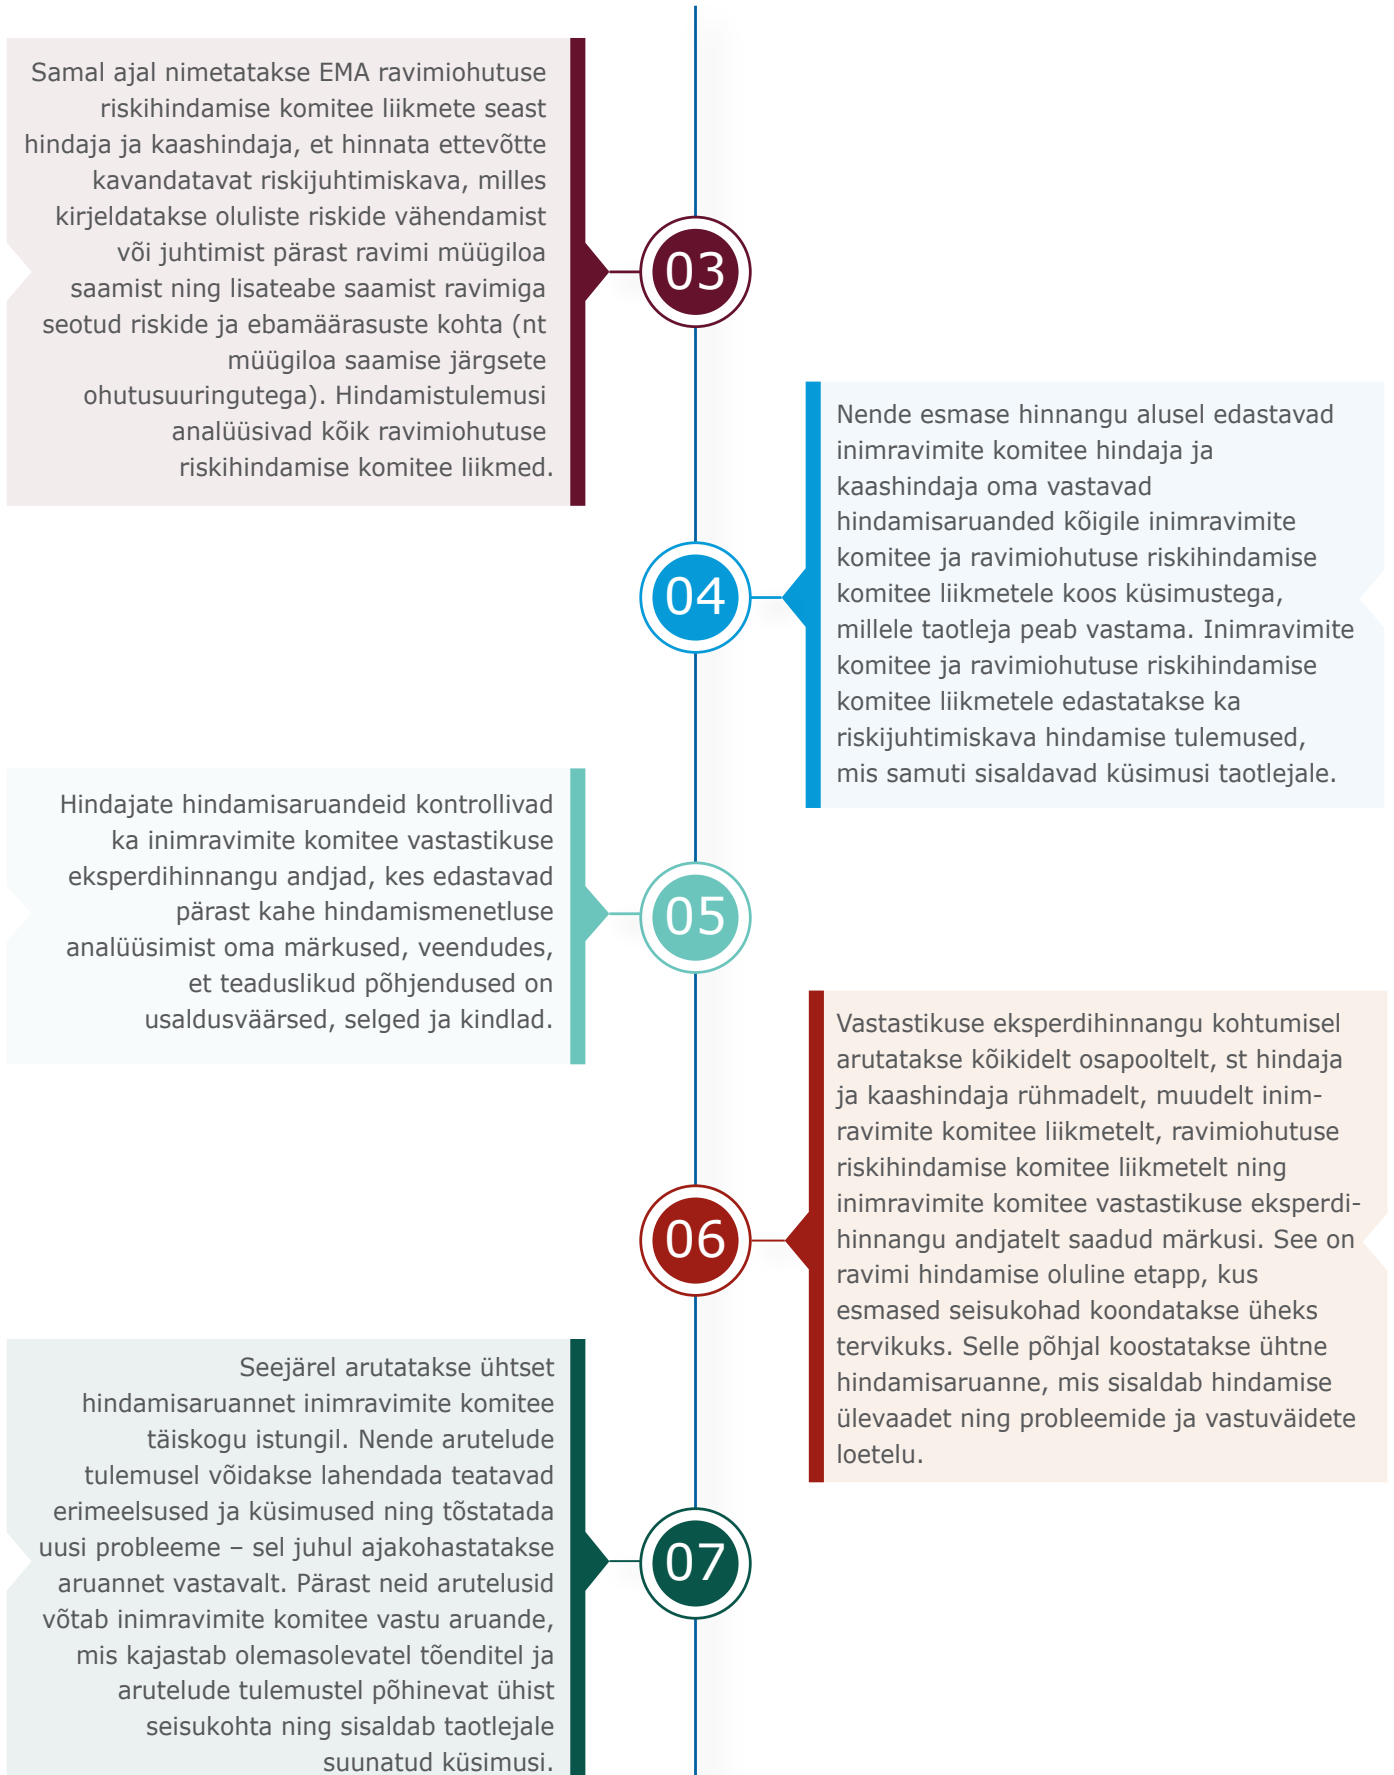 Samal ajal nimetatakse EMA ravimiohutuse
riskihindamise komitee liikmete seast
hindaja ja kaashindaja, et hinnata ettevõtte
kavandatavat riskijuhtimiskava, milles
kirjeldatakse oluliste riskide vähendamist
või juhtimist pärast ravimi müügiloa
saamist ning lisateabe saamist ravimiga
seotud riskide ja ebamäärasuste kohta (nt
müügiloa saamise järgsete
ohutusuuringutega). Hindamistulemusi
analüüsivad kõik ravimiohutuse
riskihindamise komitee liikmed.
03
Nende esmase hinnangu alusel edastavad
inimravimite komitee hindaja ja
kaashindaja oma vastavad
hindamisaruanded kõigile inimravimite
komitee ja ravimiohutuse riskihindamise
komitee liikmetele koos küsimustega,
millele taotleja peab vastama. Inimravimite
komitee ja ravimiohutuse riskihindamise
komitee liikmetele edastatakse ka
riskijuhtimiskava hindamise tulemused,
mis samuti sisaldavad küsimusi taotlejale.
04
Hindajate hindamisaruandeid kontrollivad
ka inimravimite komitee vastastikuse
eksperdihinnangu andjad, kes edastavad
pärast kahe hindamismenetluse
analüüsimist oma märkused, veendudes,
et teaduslikud põhjendused on
usaldusväärsed, selged ja kindlad.
05
Vastastikuse eksperdihinnangu kohtumisel
arutatakse kõikidelt osapooltelt, st hindaja
ja kaashindaja rühmadelt, muudelt inim-
ravimite komitee liikmetelt, ravimiohutuse
riskihindamise komitee liikmetelt ning
inimravimite komitee vastastikuse eksperdi-
hinnangu andjatelt saadud märkusi. See on
ravimi hindamise oluline etapp, kus
esmased seisukohad koondatakse üheks
tervikuks. Selle põhjal koostatakse ühtne
hindamisaruanne, mis sisaldab hindamise
ülevaadet ning probleemide ja vastuväidete
loetelu.
06
Seejärel arutatakse ühtset
hindamisaruannet inimravimite komitee
täiskogu istungil. Nende arutelude
tulemusel võidakse lahendada teatavad
erimeelsused ja küsimused ning tõstatada
uusi probleeme – sel juhul ajakohastatakse
aruannet vastavalt. Pärast neid arutelusid
võtab inimravimite komitee vastu aruande,
mis kajastab olemasolevatel tõenditel ja
arutelude tulemustel põhinevat ühist
seisukohta ning sisaldab taotlejale
suunatud küsimusi.
07